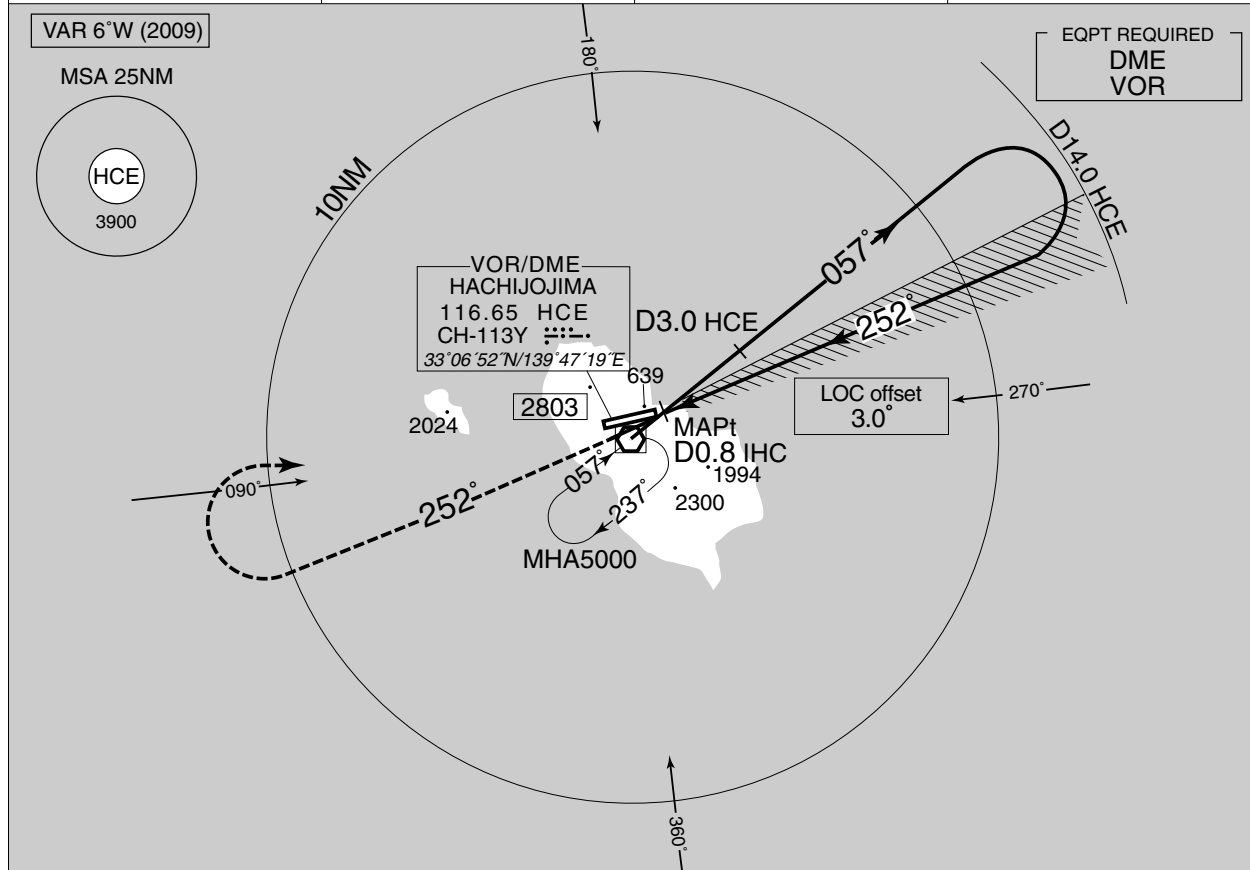 VAR 6°W (2009)
MSA 25NM
HCE
3900
180°
EQPT REQUIRED
DME
VOR
10NM
D14.0 HCE
057°
VOR/DME
HACHIJOJIMA
116.65 HCE
CH-113Y
33°06´52˝N/139°47´19˝E
D3.0 HCE
252°
639
2803
LOC offset
3.0°
270°
2024
MAPt
D0.8 IHC
1994
057°
090°
252°
237°
2300
MHA5000
360°